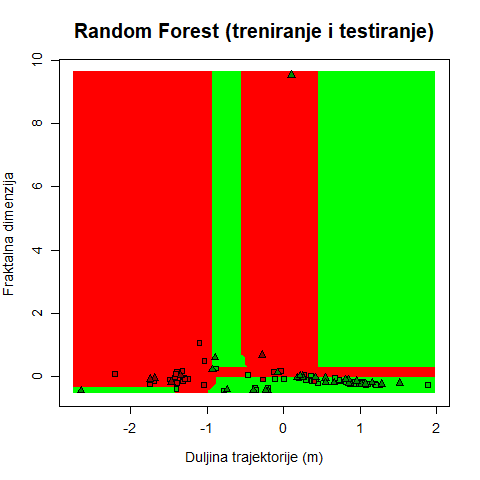 Random Forest (treniranje i testiranje)
10
8
6
4
2
0
Fraktalna dimenzija
-2 -1 0 1 2
Duljina trajektorije (m)